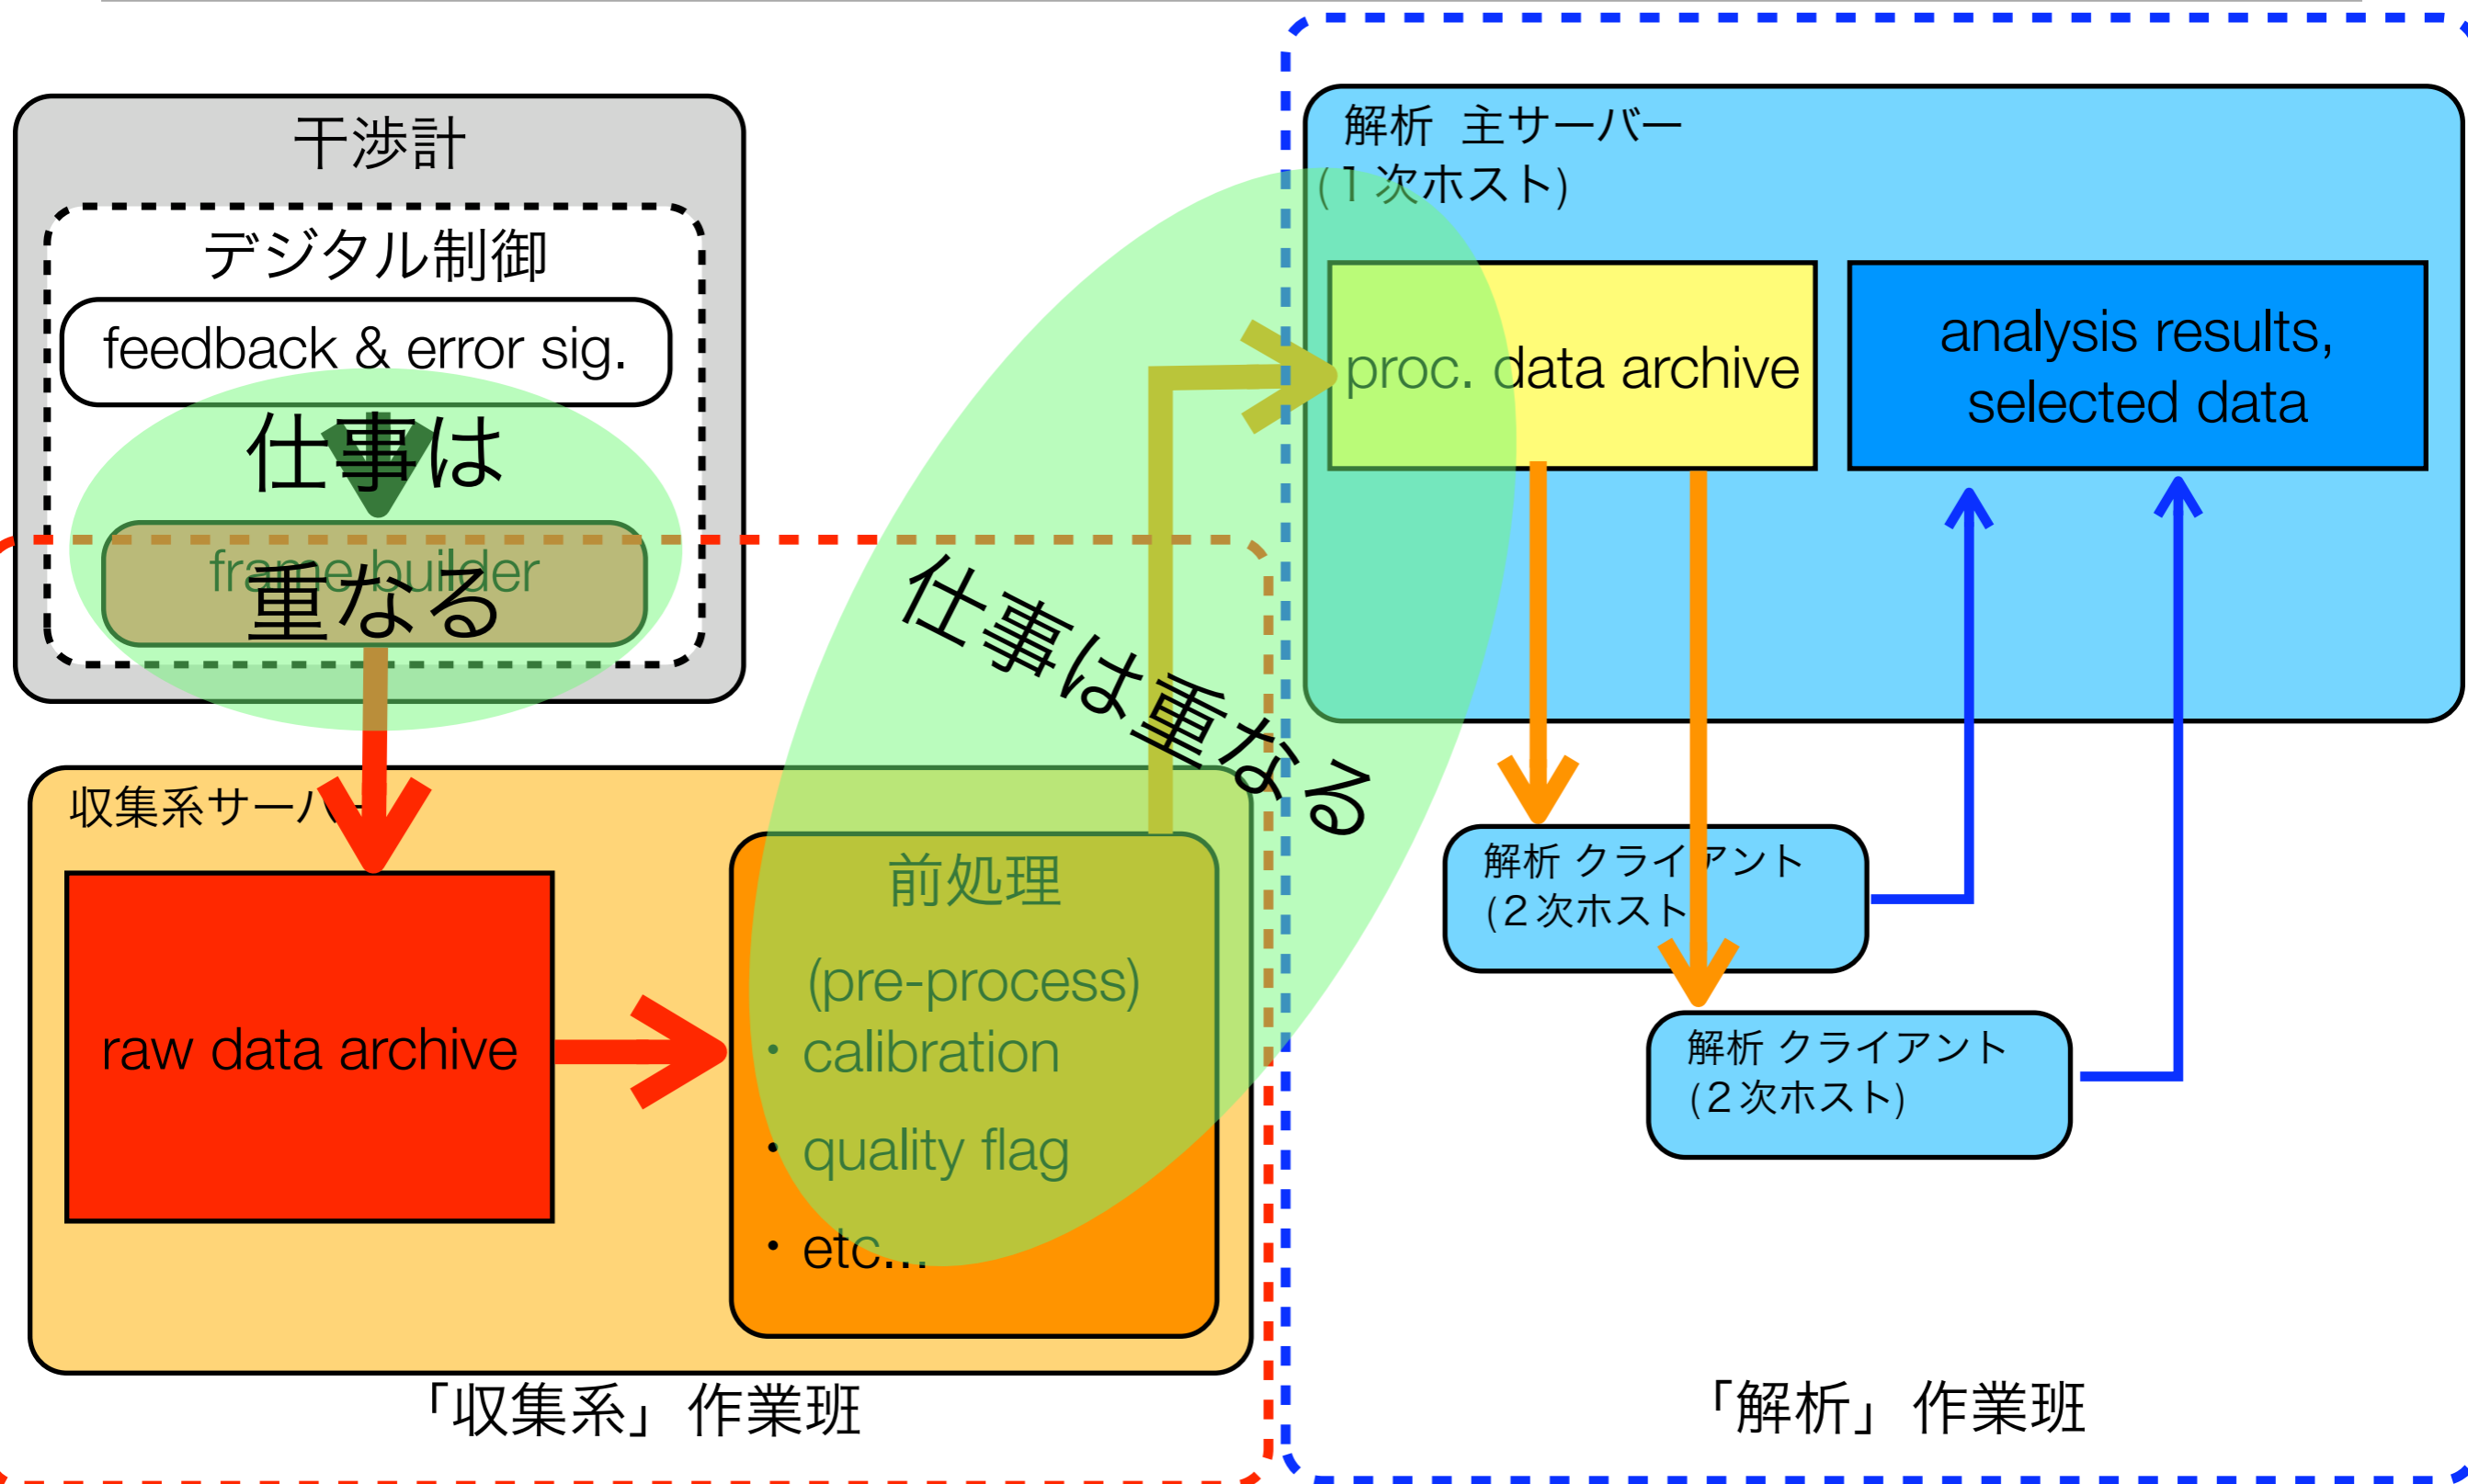 干渉計
デジタル制御
feedback & error sig.
仕事は
frame builder
重なる
収集系サーバー
raw data archive
前処理
(pre-process)
・ calibration
・ quality flag
・ etc...
「収集系」作業班
仕事は重なる
解析 主サーバー
(１次ホスト)
proc. data archive
analysis results,
selected data
解析 クライアント
(２次ホスト
解析 クライアント
(２次ホスト)
「解析」作業班